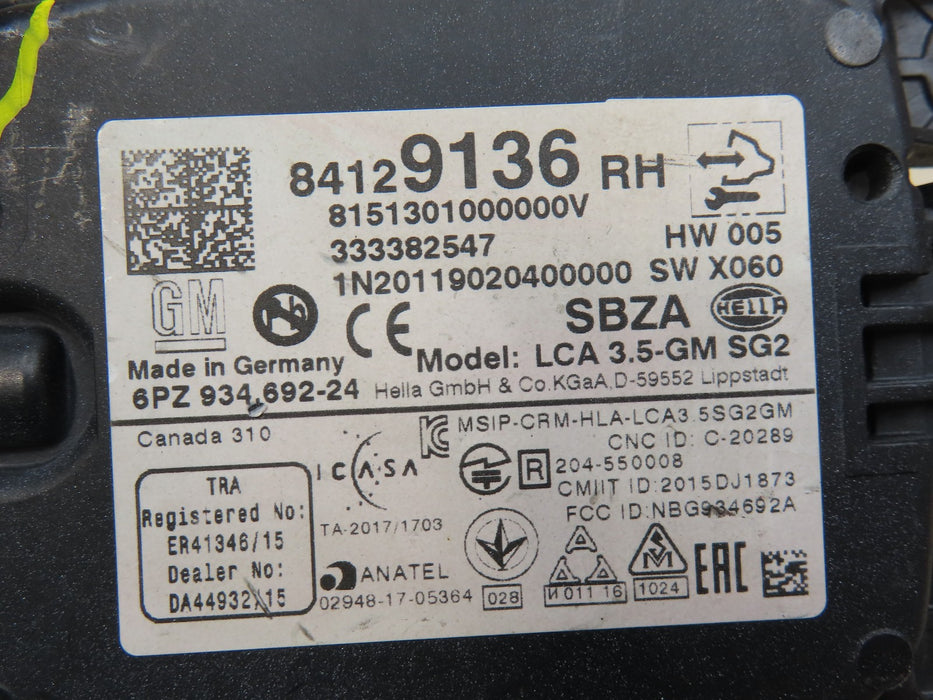 84129136 RH
8151301000000V
333382547
HW 005
1N20119020400000 SW X060
GM
CE
SBZA
HELLA
Made in Germany
Model: LCA 3.5-GM SG2
6PZ 934.692-24
Hella GmbH & Co.KGaA,D-59552 Lippstadt
Canada 310
MSIP-CRM-HLA-LCA3.5SG2GM
CNC ID: C-20289
ICASA
R 204-550008
CMIIT ID:2015DJ1873
TRA
Registered No:
ER41346/15
Dealer No:
DA44932/15
TA-2017/1703
FCC ID:NBG934692A
ANATEL
02948-17-05364
028
И 011 16
1024
EAC